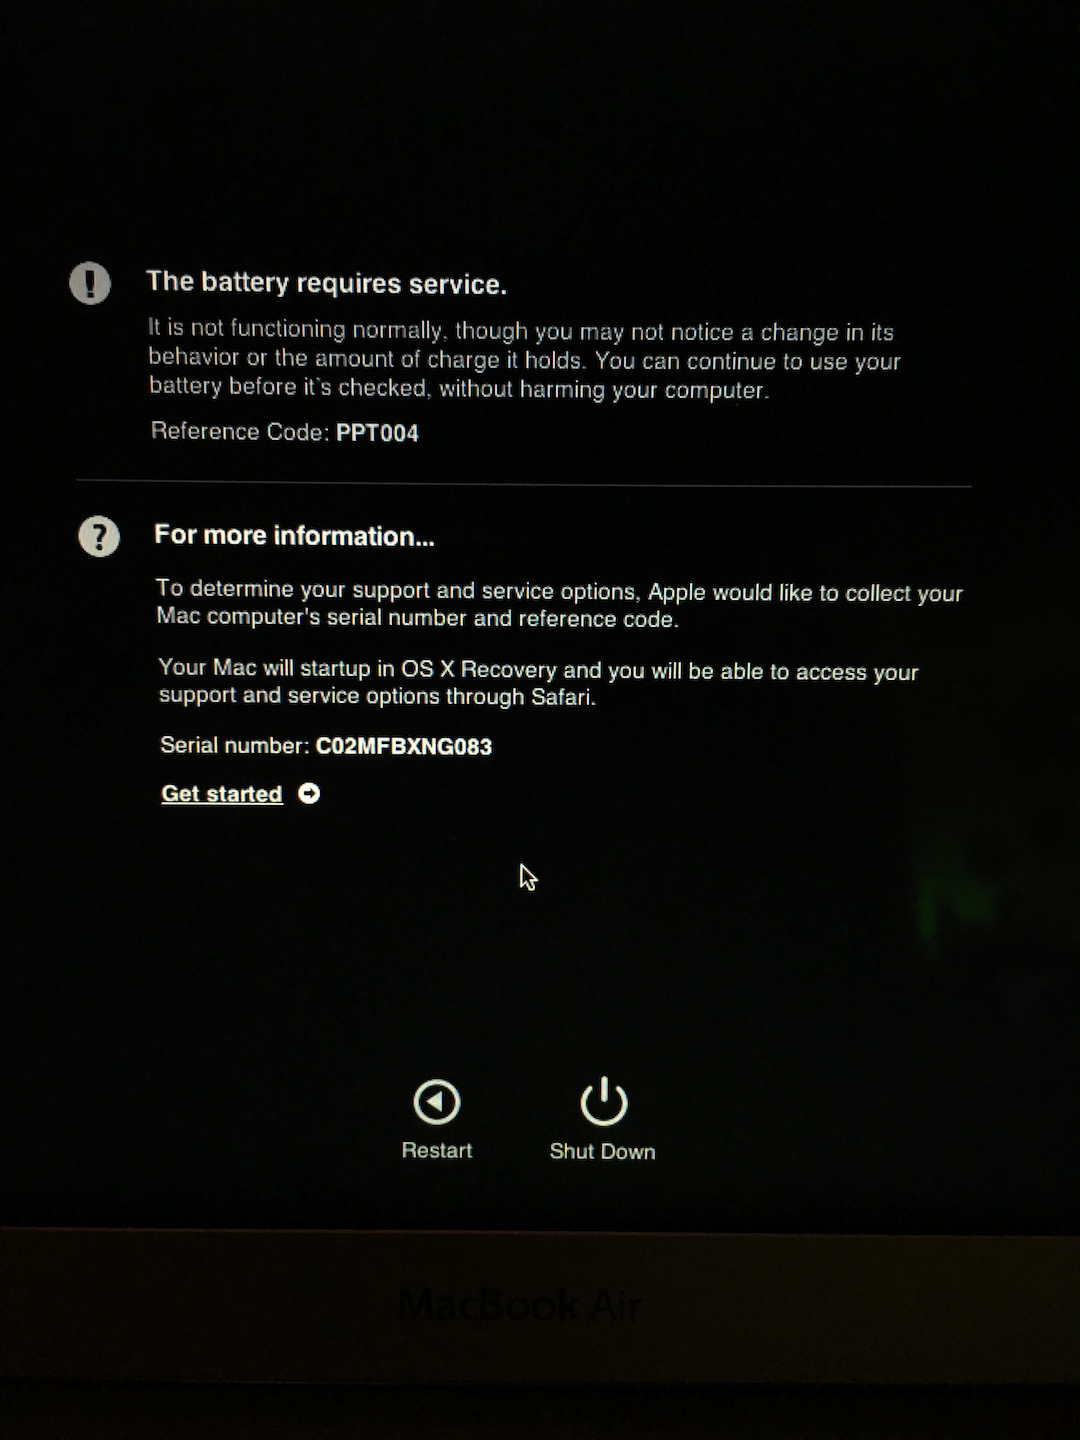 The battery requires service.
It is not functioning normally, though you may not notice a change in its
behavior or the amount of charge it holds. You can continue to use your
battery before it's checked, without harming your computer.
Reference Code: PPT004
For more information...
To determine your support and service options, Apple would like to collect your
Mac computer's serial number and reference code.
Your Mac will startup in OS X Recovery and you will be able to access your
support and service options through Safari.
Serial number: C02MFBXNG083
Get started
Restart
Shut Down
MacBook Air